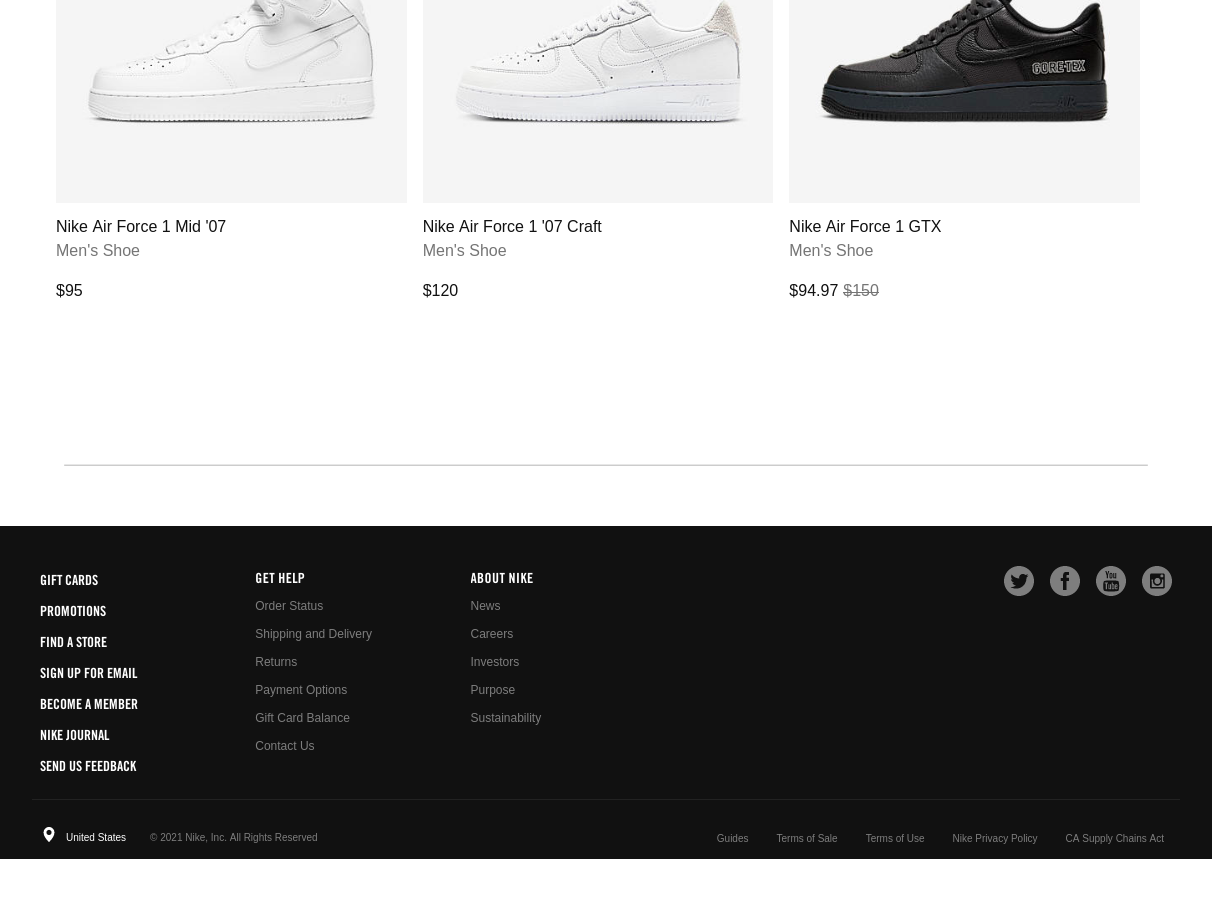 GORE-TEX
Nike Air Force 1 Mid '07
Men's Shoe
$95
Nike Air Force 1 '07 Craft
Men's Shoe
$120
Nike Air Force 1 GTX
Men's Shoe
$94.97 $150
GIFT CARDS
PROMOTIONS
FIND A STORE
SIGN UP FOR EMAIL
BECOME A MEMBER
NIKE JOURNAL
SEND US FEEDBACK
GET HELP
Order Status
Shipping and Delivery
Returns
Payment Options
Gift Card Balance
Contact Us
ABOUT NIKE
News
Careers
Investors
Purpose
Sustainability
You
Tube
United States
© 2021 Nike, Inc. All Rights Reserved
Guides
Terms of Sale
Terms of Use
Nike Privacy Policy
CA Supply Chains Act